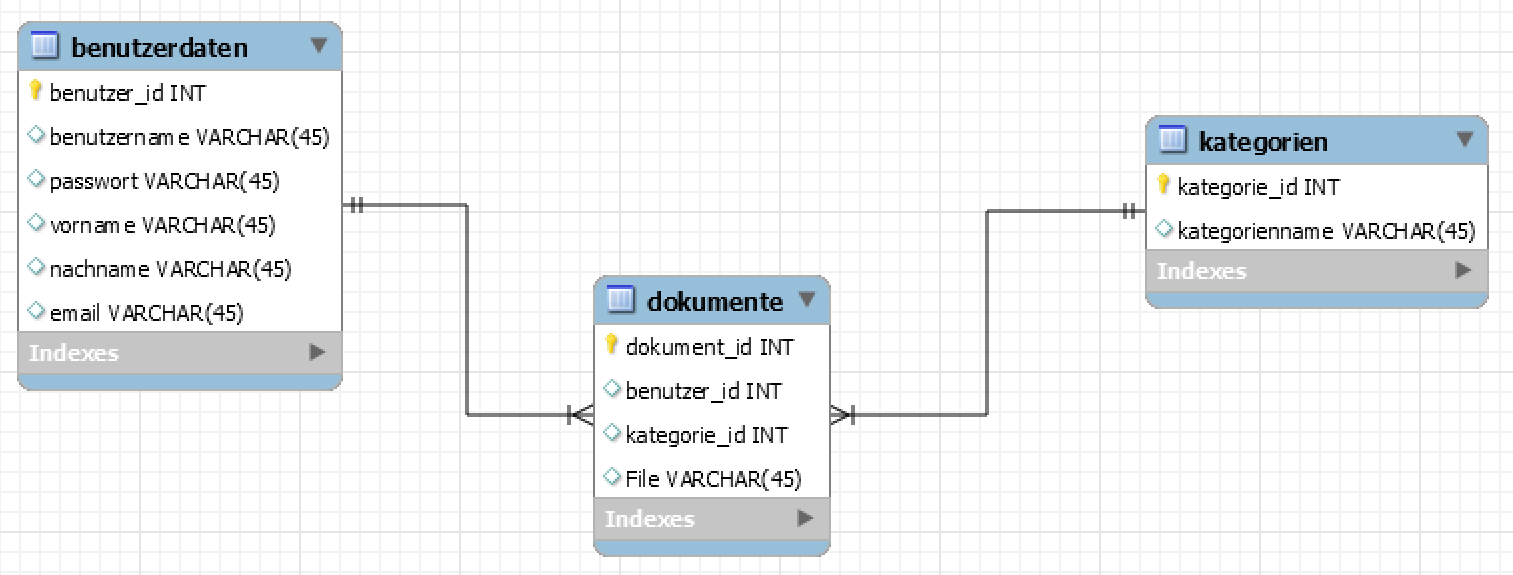 benutzerdaten
benutzer_id INT
benutzername VARCHAR(45)
passwort VARCHAR(45)
vorname VARCHAR(45)
nachname VARCHAR(45)
email VARCHAR(45)
Indexes
dokumente
dokument_id INT
benutzer_id INT
kategorie_id INT
File VARCHAR(45)
Indexes
kategorien
kategorie_id INT
kategorienname VARCHAR(45)
Indexes